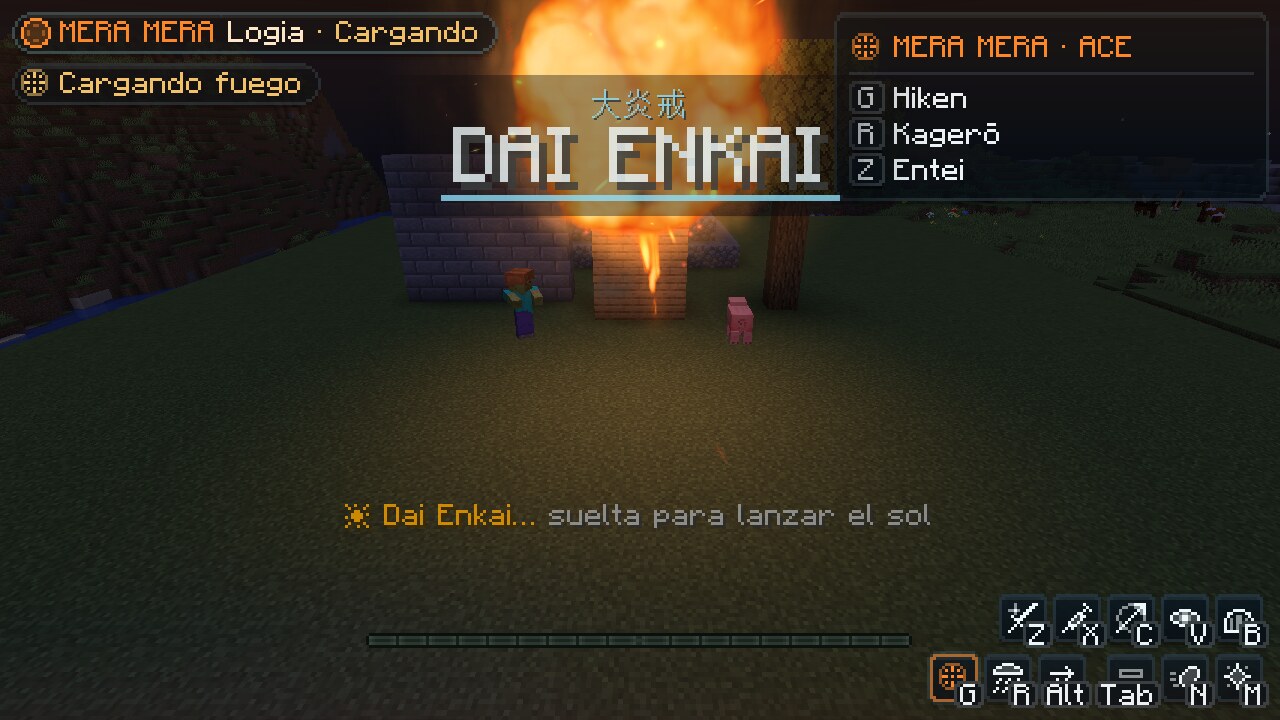 MERA MERA Logia · Cargando
Cargando fuego
大炎戒
DAI ENKAI
MERA MERA · ACE
G Hiken
R Kagerō
Z Entei
Dai Enkai... suelta para lanzar el sol
Z X C V B
G R Alt Tab N M